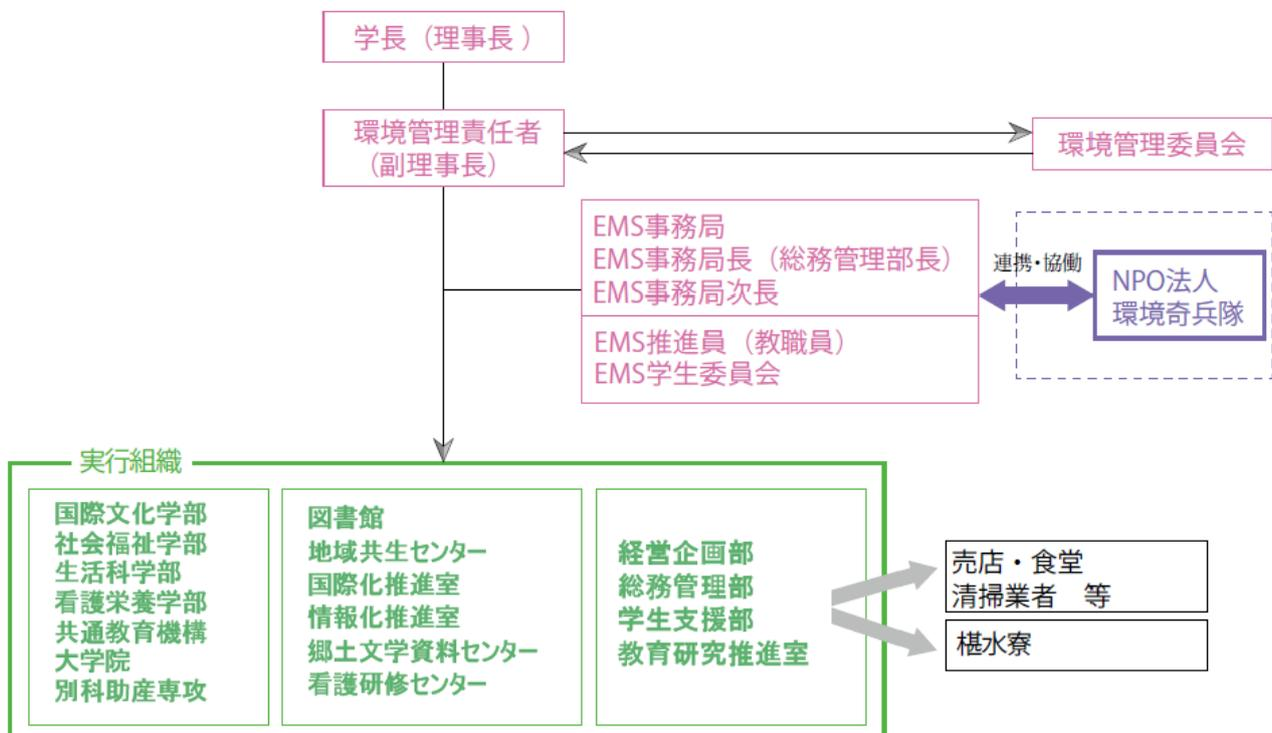 学長（理事長 ）
環境管理責任者
（副理事長）
環境管理委員会
EMS事務局
EMS事務局長（総務管理部長）
EMS事務局次長
EMS推進員（教職員）
EMS学生委員会
連携・協働
NPO法人
環境奇兵隊
実行組織
国際文化学部
社会福祉学部
生活科学部
看護栄養学部
共通教育機構
大学院
別科助産専攻
図書館
地域共生センター
国際化推進室
情報化推進室
郷土文学資料センター
看護研修センター
経営企画部
総務管理部
学生支援部
教育研究推進室
売店・食堂
清掃業者　等
椹水寮